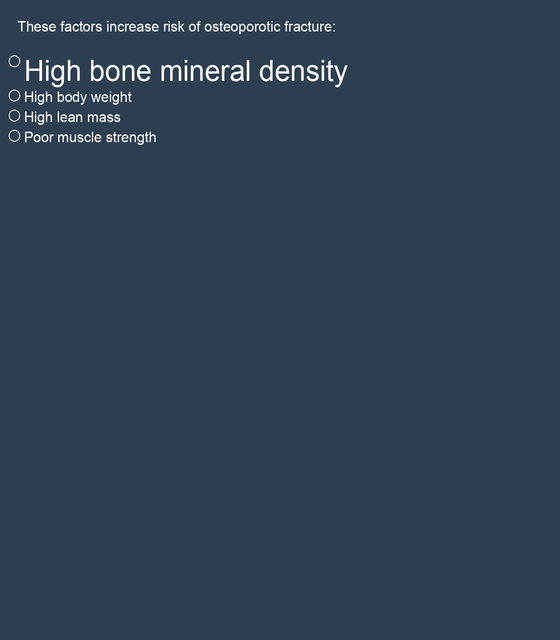 These factors increase risk of osteoporotic fracture:
High bone mineral density
High body weight
High lean mass
Poor muscle strength